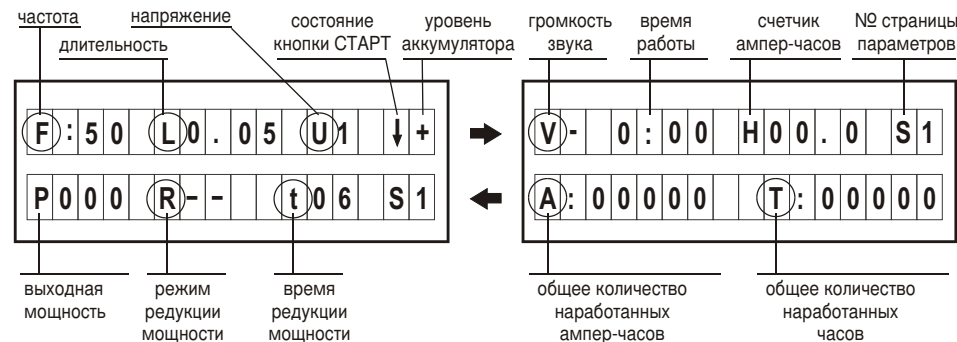 частота
напряжение
состояние кнопки СТАРТ
уровень аккумулятора
громкость звука
время работы
счетчик ампер-часов
№ страницы параметров
длительность
F:50 L0.05 U1 ↓+
V- 0:00 H00.0 S1
P000 R-- t06 S1
A:00000 T:00000
выходная мощность
режим редукции мощности
время редукции мощности
общее количество наработанных ампер-часов
общее количество наработанных часов